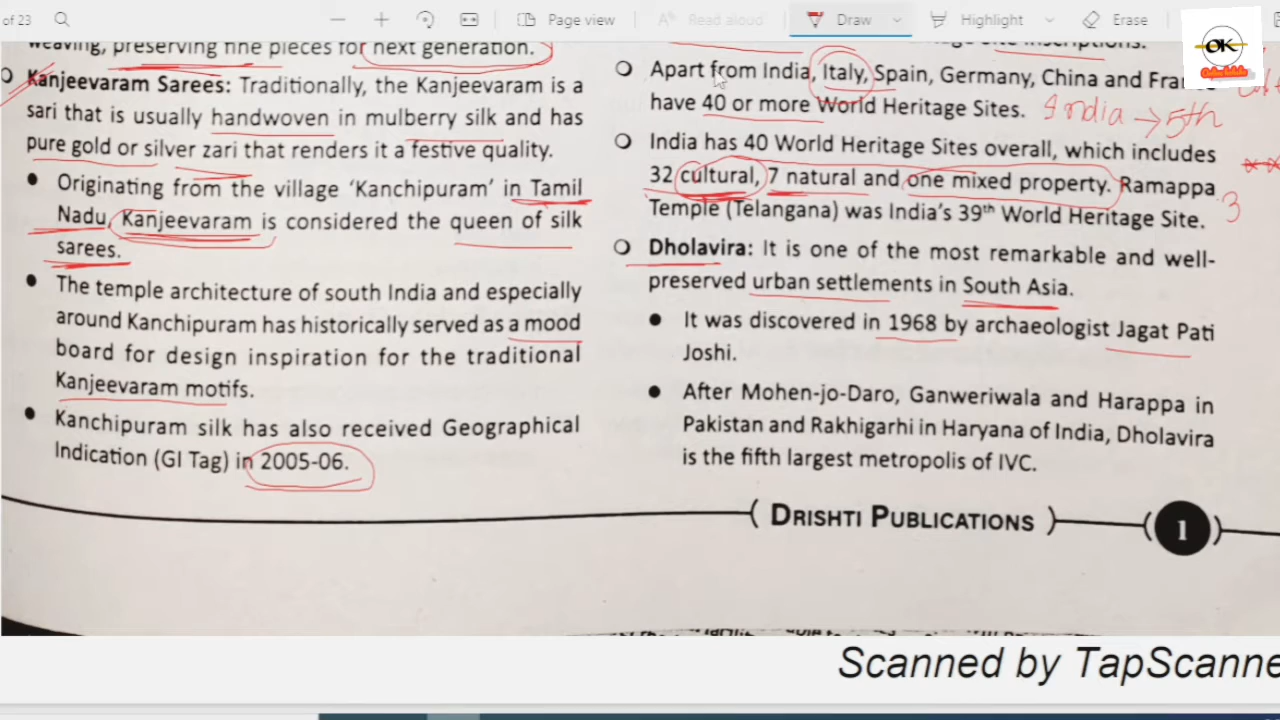 of 23
Page view
Read aloud
Draw
Highlight
Erase
OK
weaving, preserving fine pieces for next generation.
Kanjeevaram Sarees: Traditionally, the Kanjeevaram is a
sari that is usually handwoven in mulberry silk and has
pure gold or silver zari that renders it a festive quality.
Originating from the village 'Kanchipuram' in Tamil
Nadu, Kanjeevaram is considered the queen of silk
sarees.
The temple architecture of south India and especially
around Kanchipuram has historically served as a mood
board for design inspiration for the traditional
Kanjeevaram motifs.
Kanchipuram silk has also received Geographical
Indication (GI Tag) in 2005-06.
Apart from India, Italy, Spain, Germany, China and
have 40 or more World Heritage Sites. India → 5th
India has 40 World Heritage Sites overall, which includes
32 cultural, 7 natural and one mixed property. Ramappa
Temple (Telangana) was India's 39th World Heritage Site.
3
Dholavira: It is one of the most remarkable and well-
preserved urban settlements in South Asia.
It was discovered in 1968 by archaeologist Jagat Pati
Joshi.
After Mohen-jo-Daro, Ganweriwala and Harappa in
Pakistan and Rakhigarhi in Haryana of India, Dholavira
is the fifth largest metropolis of IVC.
DRISHTI PUBLICATIONS
1
Scanned by TapScanne